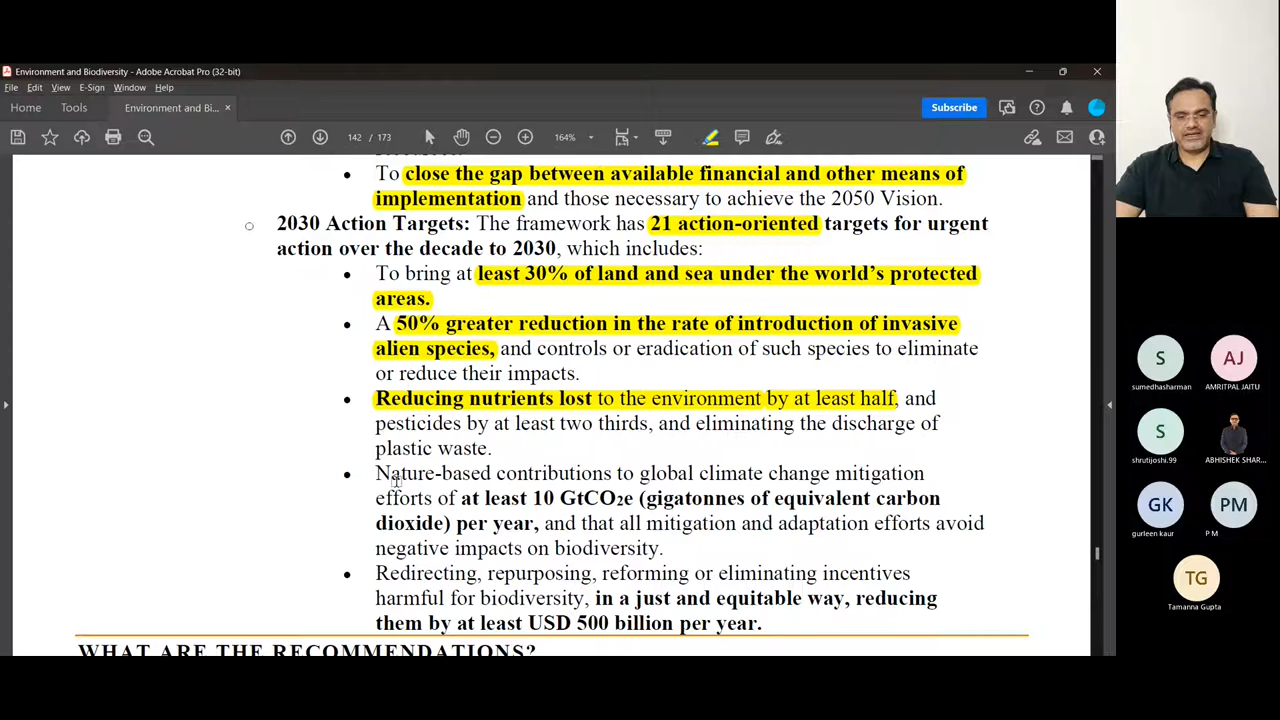 Environment and Biodiversity - Adobe Acrobat Pro (32-bit)
File Edit View E-Sign Window Help
Home Tools Environment and Bi... × Subscribe
142 / 173 164%
To close the gap between available financial and other means of
implementation and those necessary to achieve the 2050 Vision.
2030 Action Targets: The framework has 21 action-oriented targets for urgent
action over the decade to 2030, which includes:
To bring at least 30% of land and sea under the world's protected
areas.
A 50% greater reduction in the rate of introduction of invasive
alien species, and controls or eradication of such species to eliminate
or reduce their impacts.
Reducing nutrients lost to the environment by at least half, and
pesticides by at least two thirds, and eliminating the discharge of
plastic waste.
Nature-based contributions to global climate change mitigation
efforts of at least 10 GtCO2e (gigatonnes of equivalent carbon
dioxide) per year, and that all mitigation and adaptation efforts avoid
negative impacts on biodiversity.
Redirecting, repurposing, reforming or eliminating incentives
harmful for biodiversity, in a just and equitable way, reducing
them by at least USD 500 billion per year.
WHAT ARE THE RECOMMENDATIONS?
S AJ
sumedhasharman AMRITPAL JAITU
S
shrutijoshi.99 ABHISHEK SHAR...
GK PM
gurleen kaur P M
TG
Tamanna Gupta